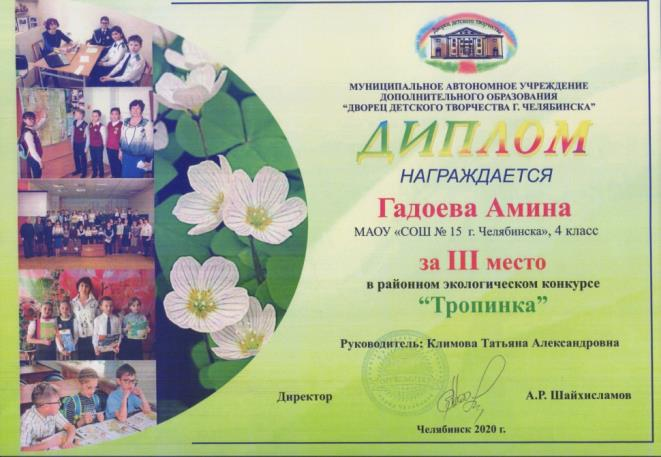 Дворец детского творчества
МУНИЦИПАЛЬНОЕ АВТОНОМНОЕ УЧРЕЖДЕНИЕ
ДОПОЛНИТЕЛЬНОГО ОБРАЗОВАНИЯ
“ДВОРЕЦ ДЕТСКОГО ТВОРЧЕСТВА Г. ЧЕЛЯБИНСКА”
ДИПЛОМ
НАГРАЖДАЕТСЯ
Гадоева Амина
МАОУ «СОШ № 15 г. Челябинска», 4 класс
за III место
в районном экологическом конкурсе
“Тропинка”
Руководитель: Климова Татьяна Александровна
Директор
А.Р. Шайхисламов
Челябинск 2020 г.